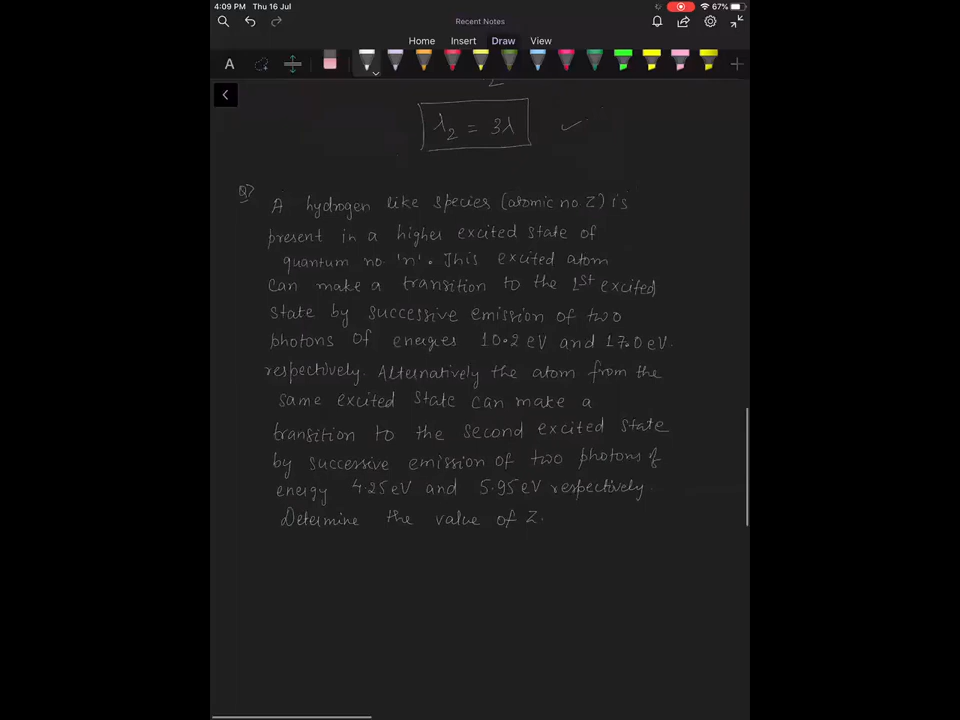 4:09 PM Thu 16 Jul
67%
Recent Notes
Home Insert Draw View
A
λ2 = 3λ
Q7
A hydrogen like species (atomic no Z) is
present in a higher excited state of
quantum no 'n'. This excited atom
can make a transition to the 1st excited
state by successive emission of two
photons of energies 10.2 eV and 17.0 eV.
respectively. Alternatively the atom from the
same excited state can make a
transition to the second excited state
by successive emission of two photons of
energy 4.25 eV and 5.95 eV respectively.
Determine the value of Z.